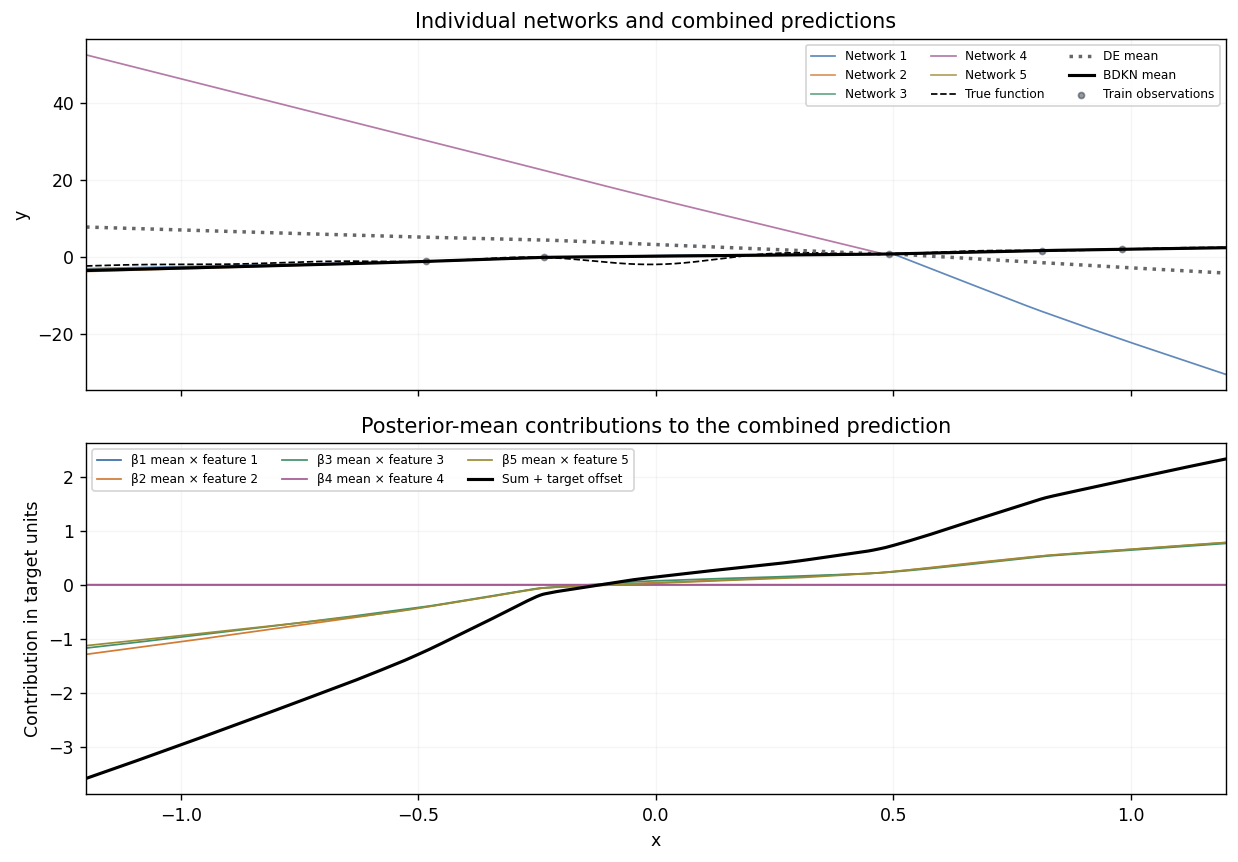 Individual networks and combined predictions
Network 1
Network 2
Network 3
Network 4
Network 5
True function
DE mean
BDKN mean
Train observations
40
20
0
−20
y
Posterior-mean contributions to the combined prediction
β1 mean × feature 1
β2 mean × feature 2
β3 mean × feature 3
β4 mean × feature 4
β5 mean × feature 5
Sum + target offset
2
1
0
−1
−2
−3
Contribution in target units
−1.0
−0.5
0.0
0.5
1.0
x